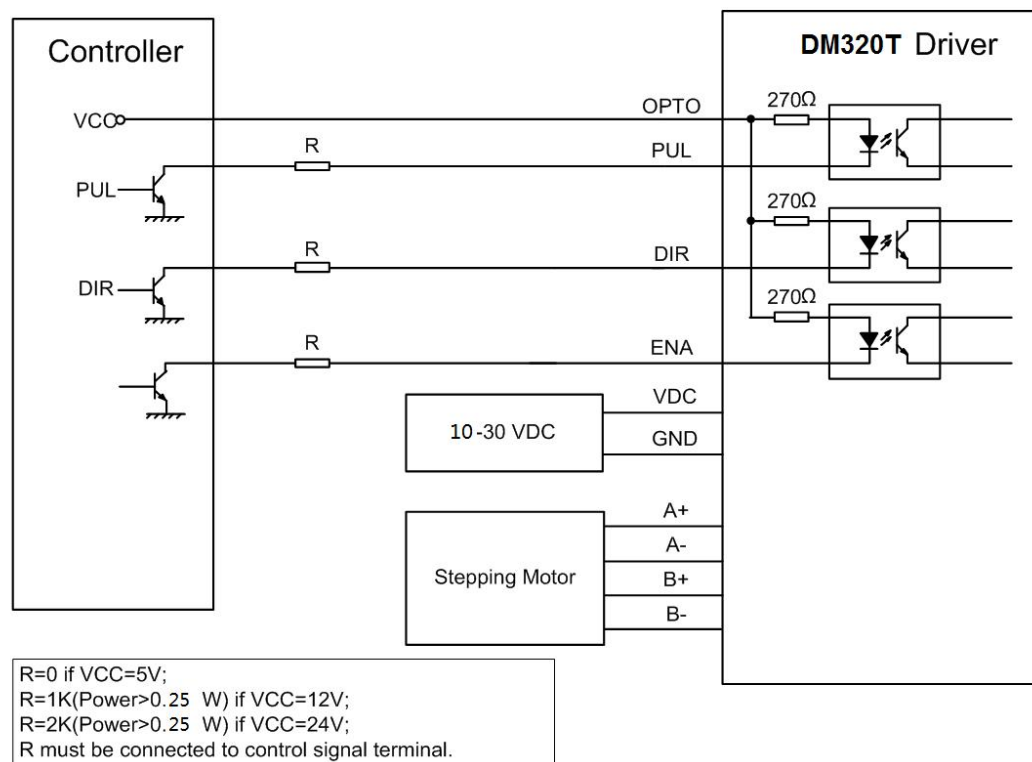 Controller
DM320T Driver
VCC
OPTO
270Ω
R
PUL
PUL
270Ω
R
DIR
DIR
270Ω
R
ENA
VDC
10-30 VDC
GND
A+
A-
Stepping Motor
B+
B-
R=0 if VCC=5V;
R=1K(Power>0.25 W) if VCC=12V;
R=2K(Power>0.25 W) if VCC=24V;
R must be connected to control signal terminal.